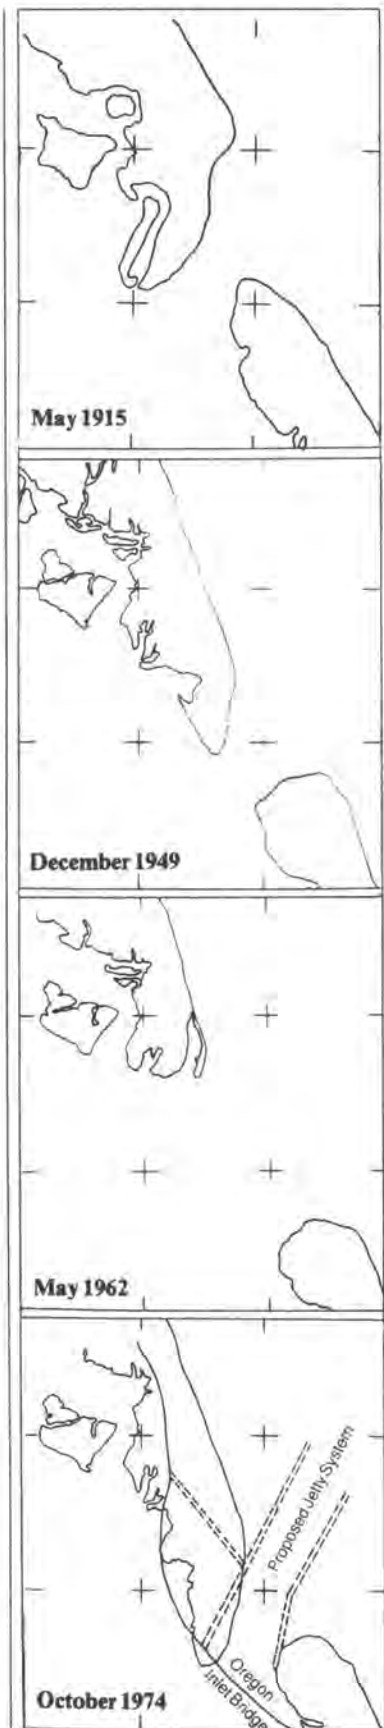 May 1915
December 1949
May 1962
Proposed Jetty System
Oregon
Inlet Bridge
October 1974